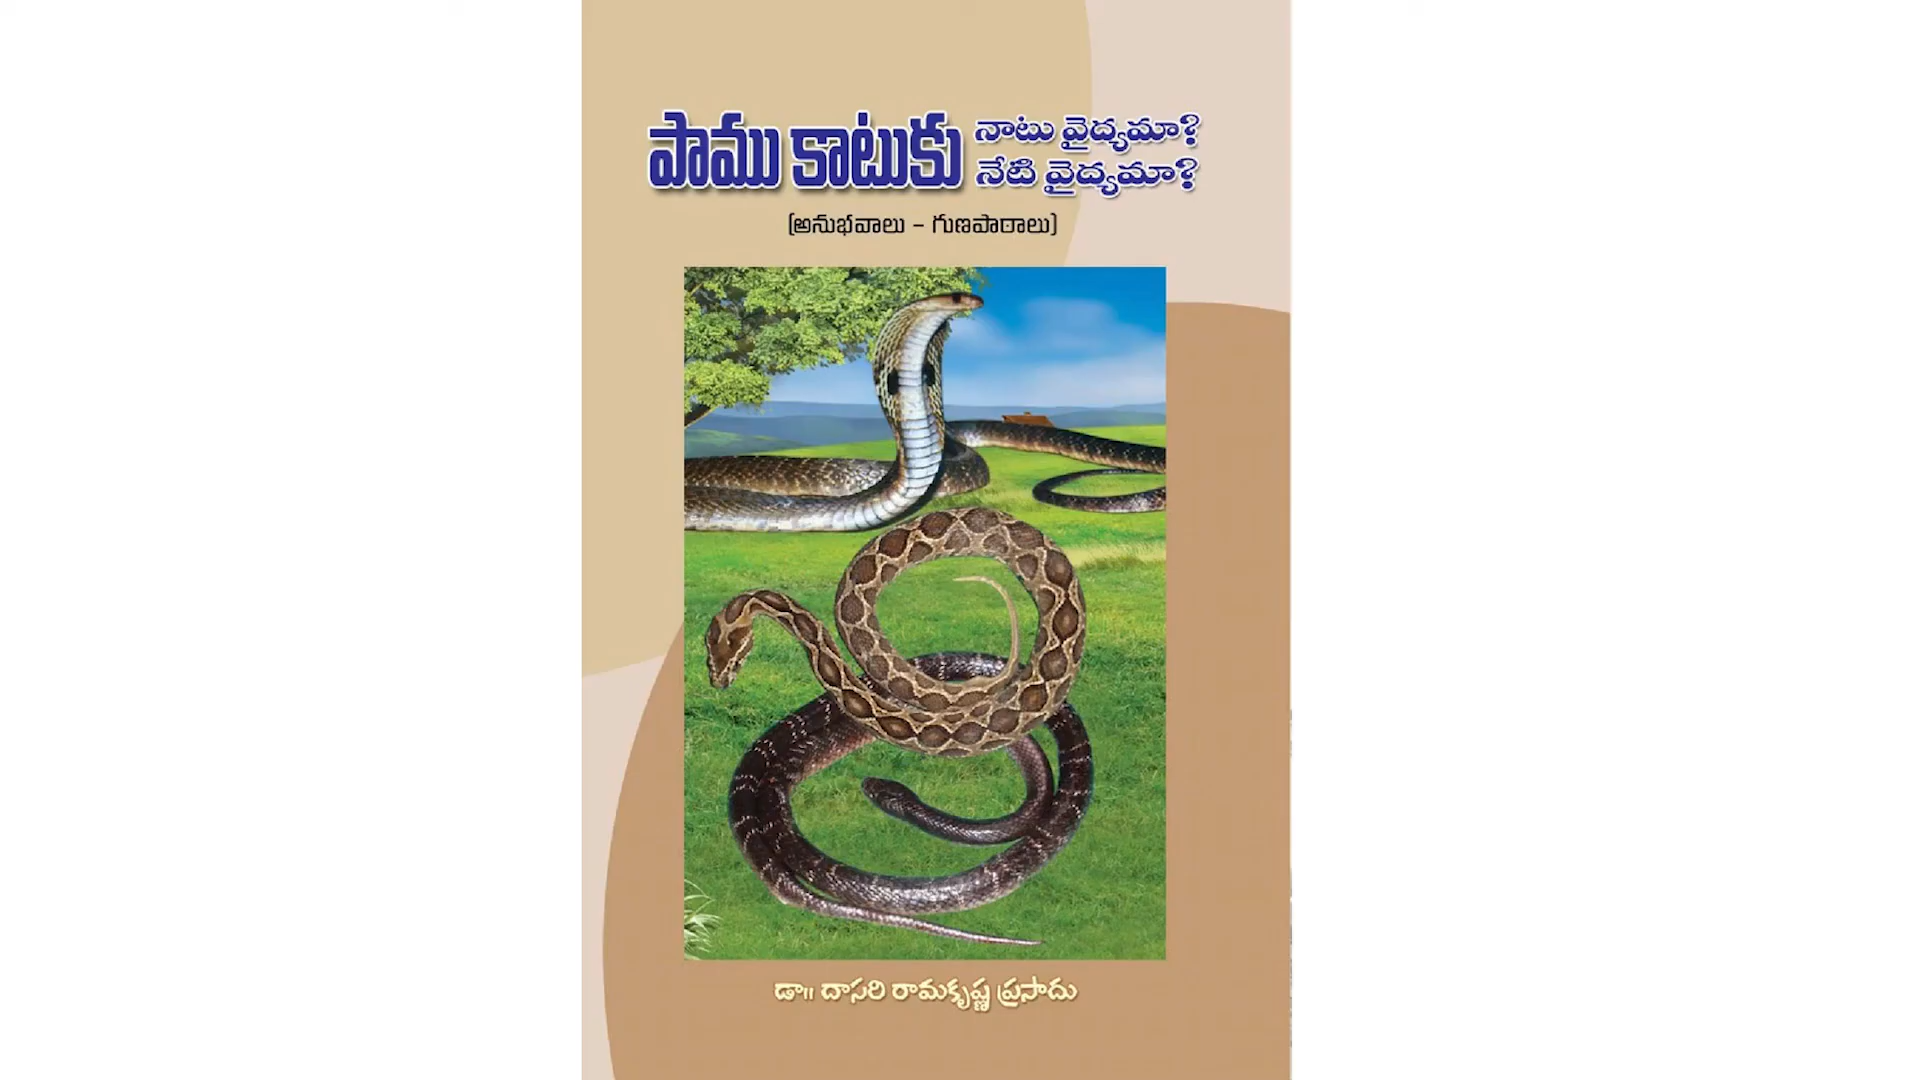 పాము కాటుకు నాటు వైద్యమా?
నేటి వైద్యమా?
(అనుభవాలు - గుణపాఠాలు)
డా॥ దాసరి రామకృష్ణ ప్రసాదు